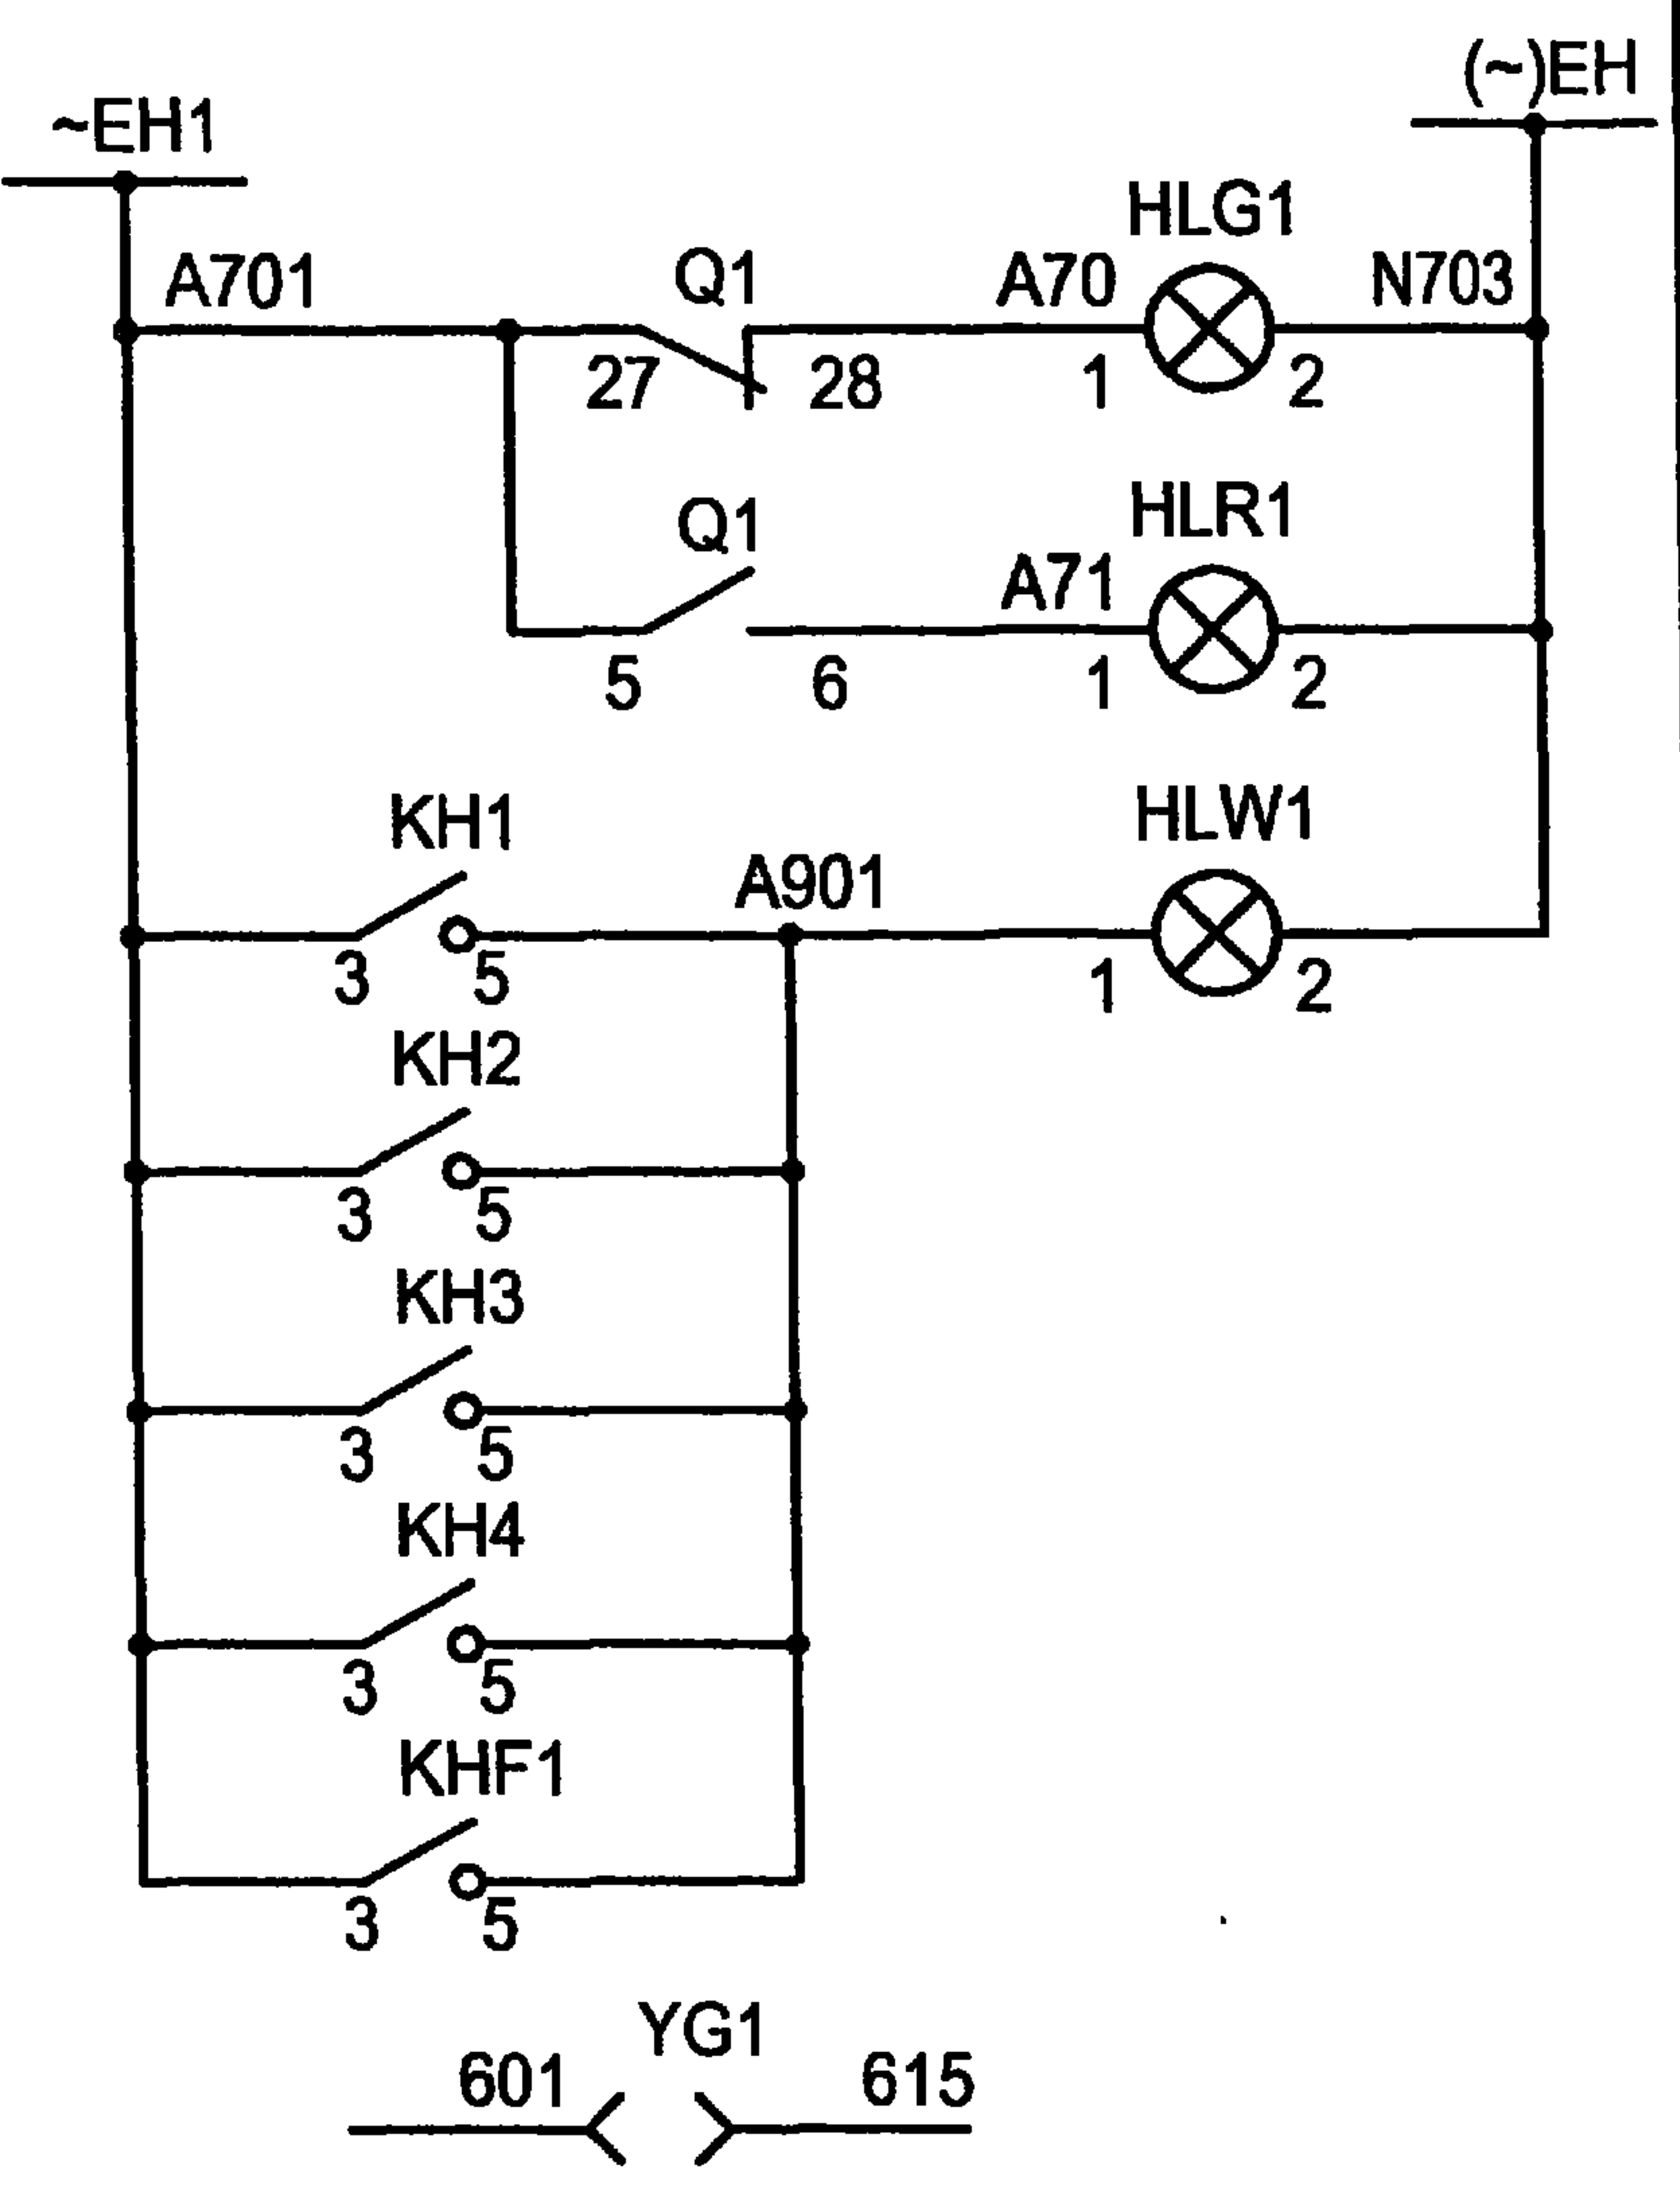 (~)EH
~EH1
HLG1
A701 Q1 A70 N703
27 28 1 2
Q1 HLR1
A71
5 6 1 2
KH1 HLW1
A901
3 5 1 2
KH2
3 5
KH3
3 5
KH4
3 5
KHF1
3 5
YG1
601 615